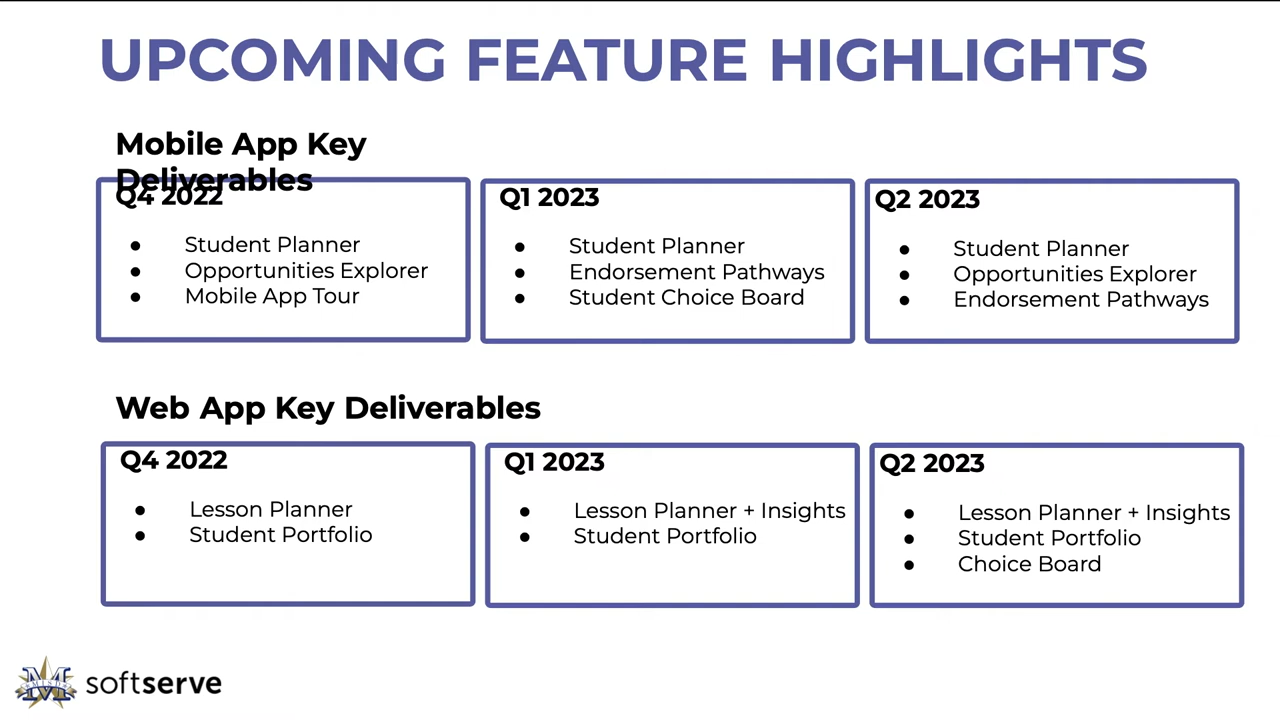 UPCOMING FEATURE HIGHLIGHTS
Mobile App Key
Deliverables
Q4 2022
● Student Planner
● Opportunities Explorer
● Mobile App Tour
Q1 2023
● Student Planner
● Endorsement Pathways
● Student Choice Board
Q2 2023
● Student Planner
● Opportunities Explorer
● Endorsement Pathways
Web App Key Deliverables
Q4 2022
● Lesson Planner
● Student Portfolio
Q1 2023
● Lesson Planner + Insights
● Student Portfolio
Q2 2023
● Lesson Planner + Insights
● Student Portfolio
● Choice Board
M
MISD
softserve